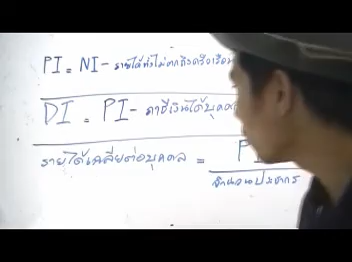 PI = NI - รายได้ที่ไม่ตกถึงครัวเรือน
DI = PI - ภาษีเงินได้บุคคล
รายได้เฉลี่ยต่อบุคคล = P
จำนวนประชากร